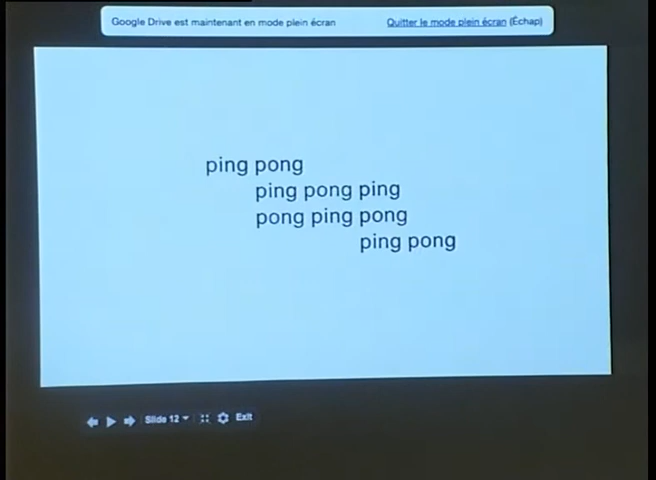 Google Drive est maintenant en mode plein écran Quitter le mode plein écran (Échap)
ping pong
ping pong ping
pong ping pong
ping pong
Slide 12 Exit